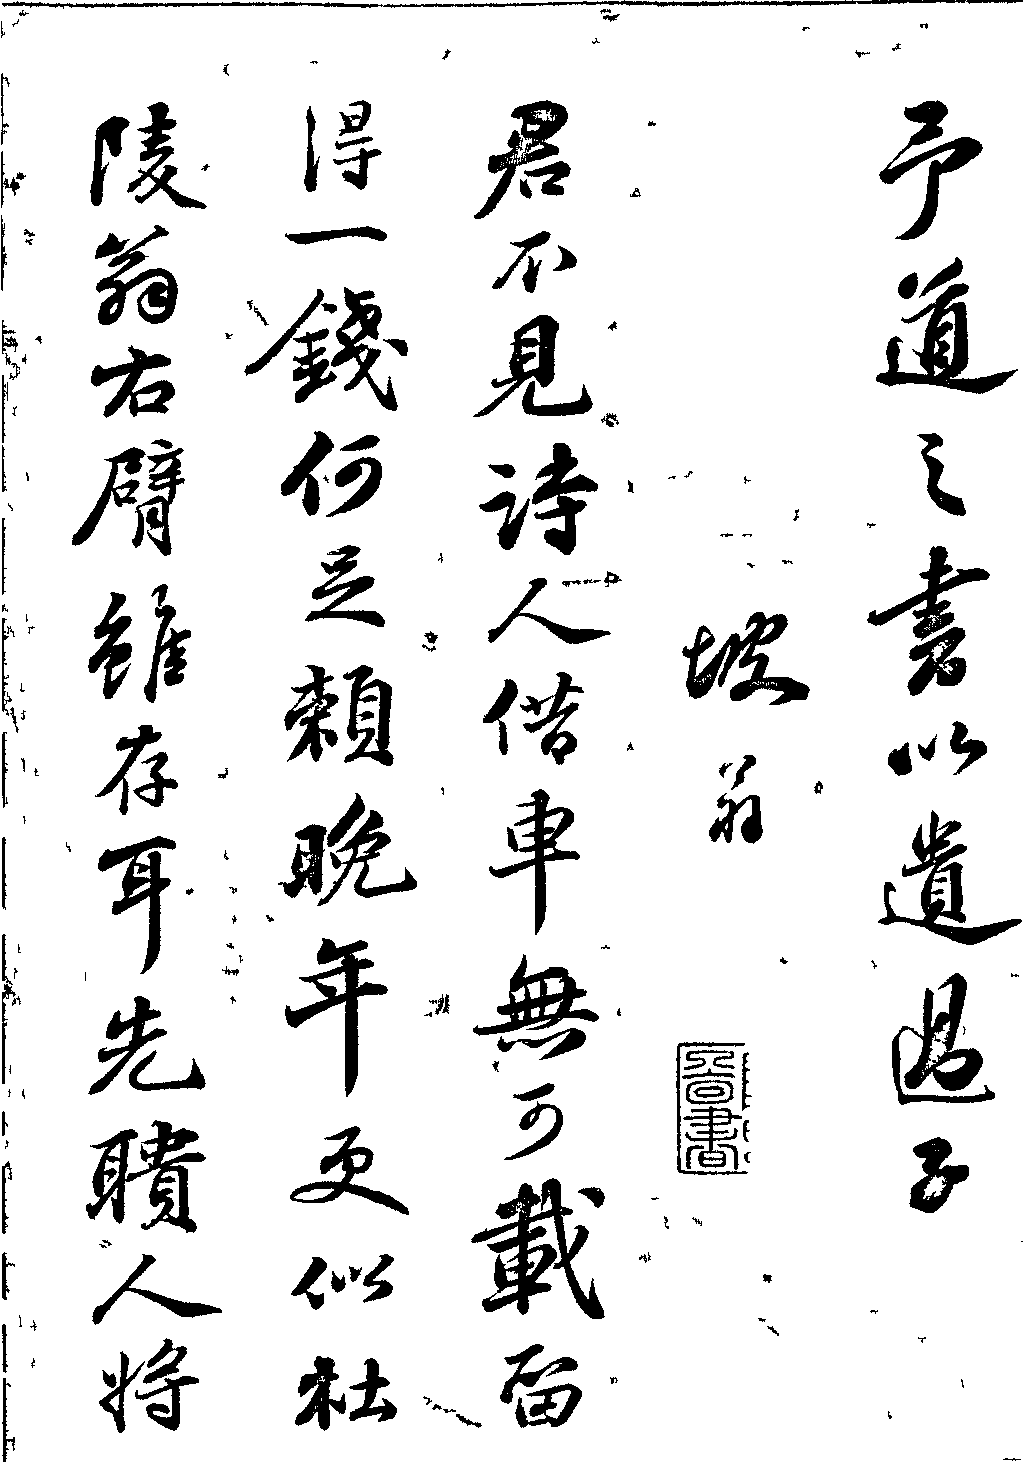 予道之書以遺過子
坡翁
君不見詩人借車無可載留
得一錢何足賴晚年更似杜
陵翁右臂雖存耳先聵人將